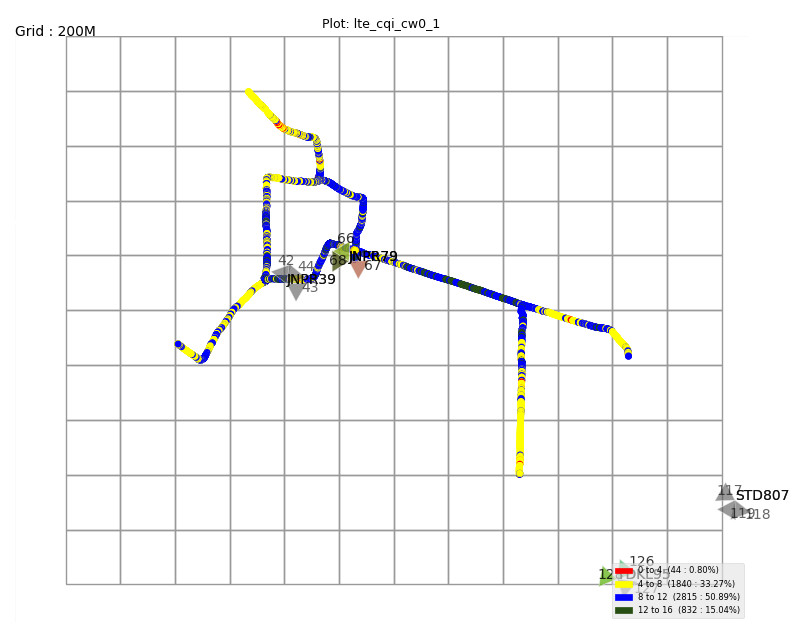 Plot: lte_cqi_cw0_1
Grid : 200M
66
JNPR79
68
67
42
44
JNPR39
43
117
STD807
119
118
126
127
0 to 4 (44 : 0.80%)
4 to 8 (1840 : 33.27%)
8 to 12 (2815 : 50.89%)
12 to 16 (832 : 15.04%)